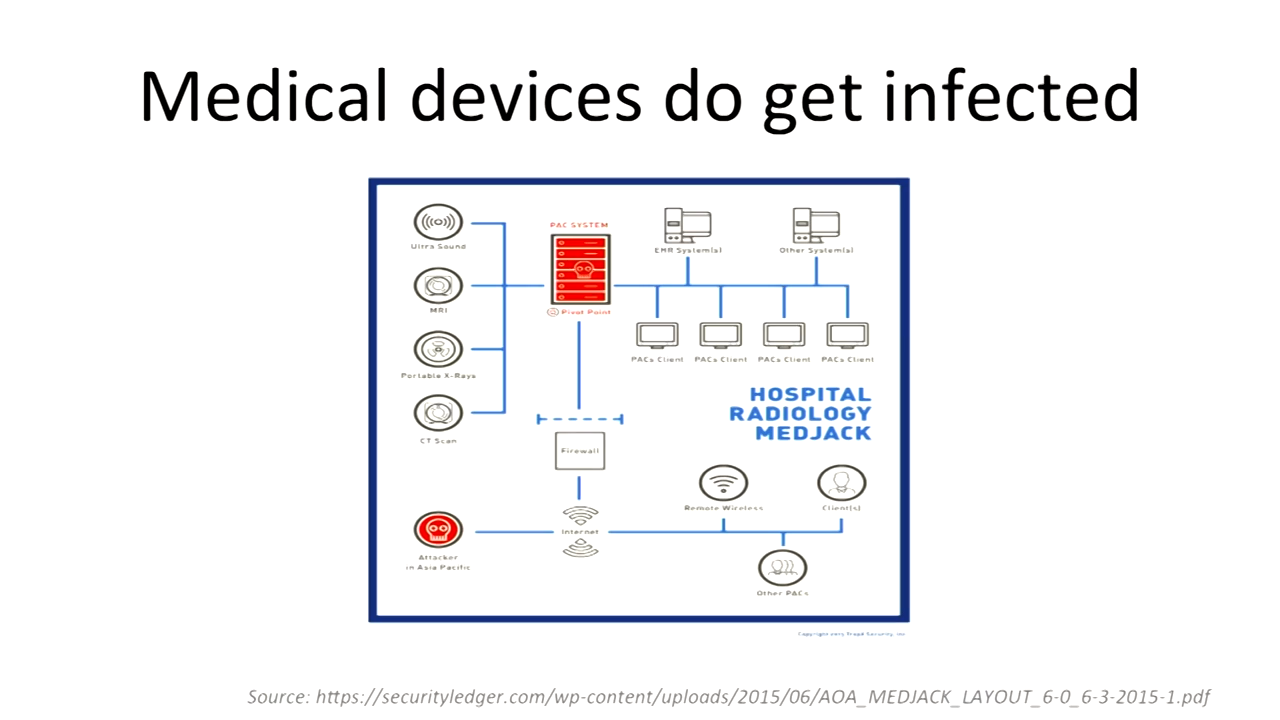 Medical devices do get infected
PAC SYSTEM
Ultra Sound
EHR System(s)
Other System(s)
MRI
Pivot Point
PACs Client
PACs Client
PACs Client
PACs Client
Portable X-Rays
HOSPITAL
RADIOLOGY
MEDJACK
CT Scan
Firewall
Remote Wireless
Client(s)
Internet
Attacker
in Asia Pacific
Other PACs
Source: https://securityledger.com/wp-content/uploads/2015/06/AOA_MEDJACK_LAYOUT_6-0_6-3-2015-1.pdf